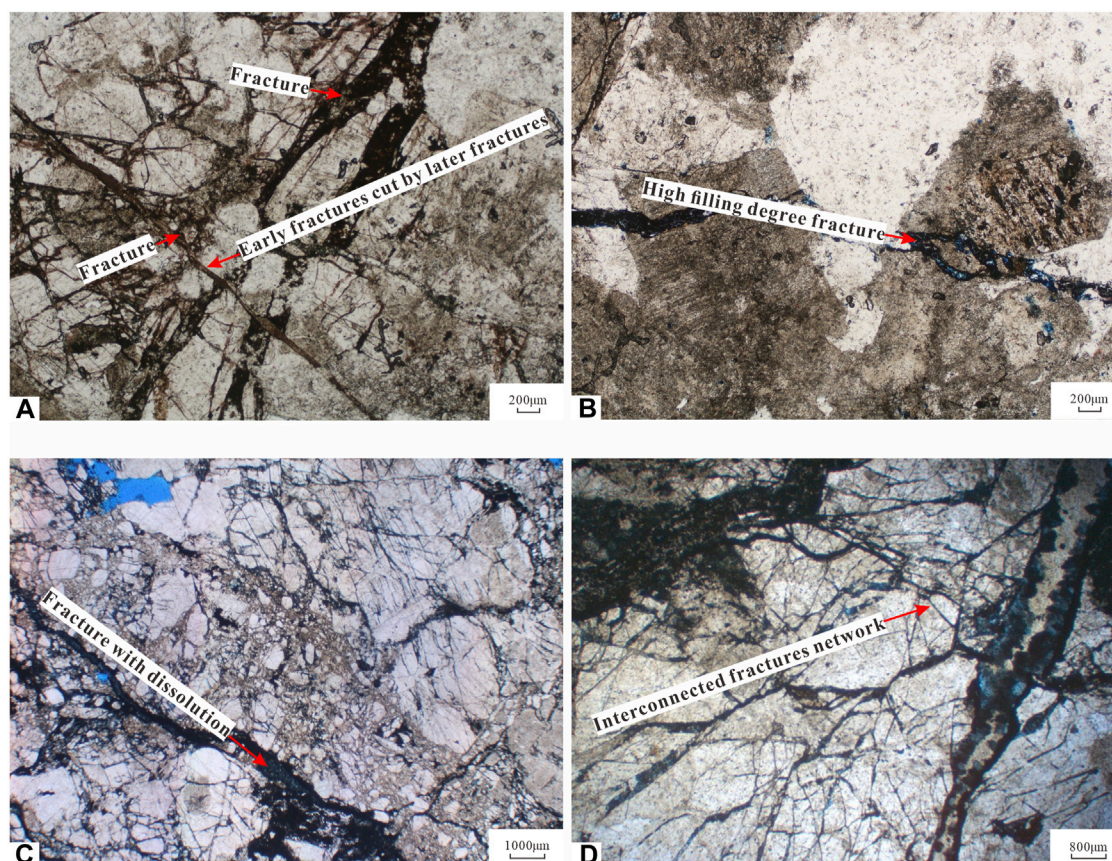 Fracture
Early fractures cut by later fractures
Fracture
A
200μm
High filling degree fracture
B
200μm
Fracture with dissolution
C
1000μm
Interconnected fractures network
D
800μm